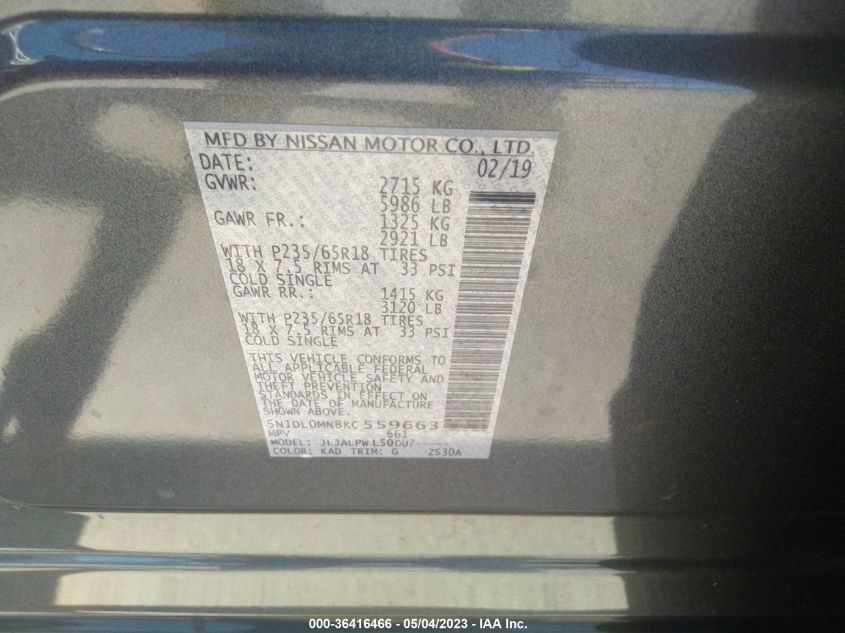 MFD BY NISSAN MOTOR CO., LTD.
DATE: 02/19
GVWR: 2715 KG
5986 LB
GAWR FR.: 1325 KG
2921 LB
WITH P235/65R18 TIRES
18 X 7.5 RIMS AT 33 PSI
COLD SINGLE
GAWR RR.: 1415 KG
3120 LB
WITH P235/65R18 TIRES
18 X 7.5 RIMS AT 33 PSI
COLD SINGLE
THIS VEHICLE CONFORMS TO
ALL APPLICABLE FEDERAL
MOTOR VEHICLE SAFETY AND
THEFT PREVENTION
STANDARDS IN EFFECT ON
THE DATE OF MANUFACTURE
SHOWN ABOVE.
5N1DL0MN8KC559663
MPV 661
MODEL: JLJALPWL50DU7-----
COLOR: KAD TRIM: G ZS30A
000-36416466 - 05/04/2023 - IAA Inc.